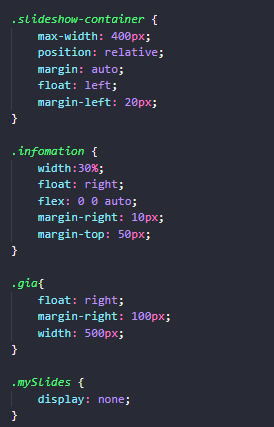 .slideshow-container {
max-width: 400px;
position: relative;
margin: auto;
float: left;
margin-left: 20px;
}
.infomation {
width:30%;
float: right;
flex: 0 0 auto;
margin-right: 10px;
margin-top: 50px;
}
.gia{
float: right;
margin-right: 100px;
width: 500px;
}
.mySlides {
display: none;
}